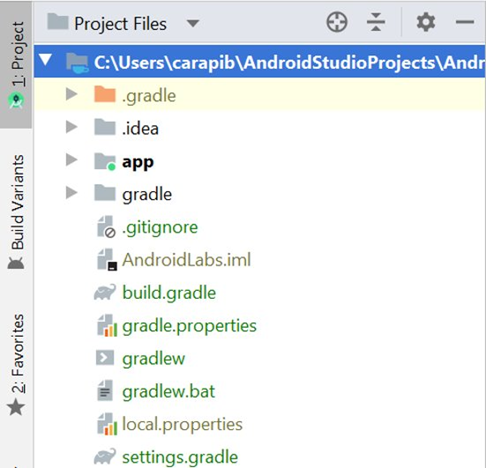 Project Files
1: Project
C:\Users\carapib\AndroidStudioProjects\Andr
.gradle
.idea
app
gradle
Build Variants
.gitignore
AndroidLabs.iml
build.gradle
gradle.properties
gradlew
2: Favorites
gradlew.bat
local.properties
settings.gradle